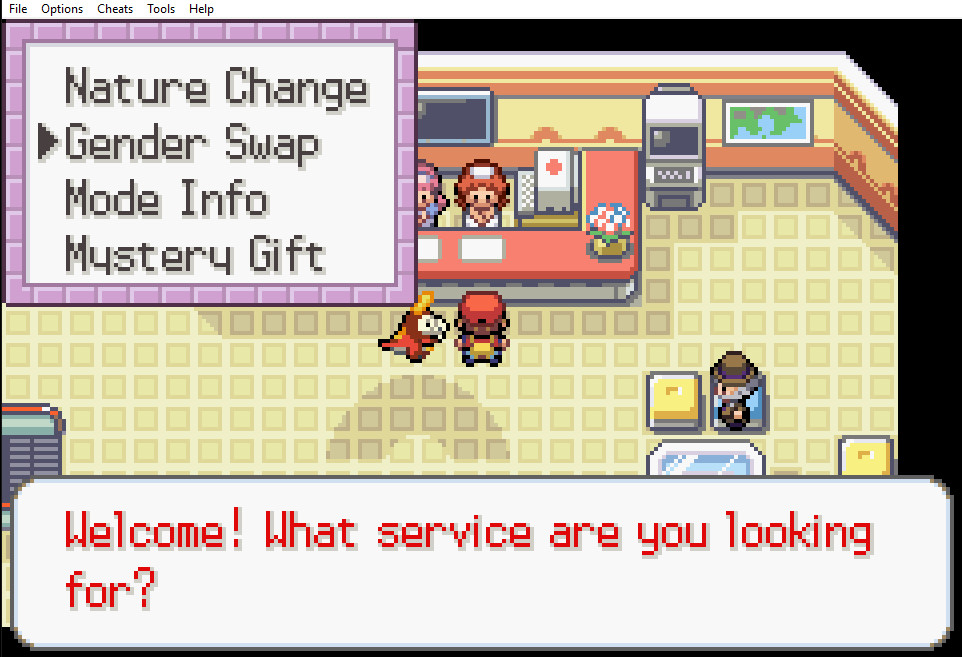 File Options Cheats Tools Help
Nature Change
Gender Swap
Mode Info
Mystery Gift
Welcome! What service are you looking
for?